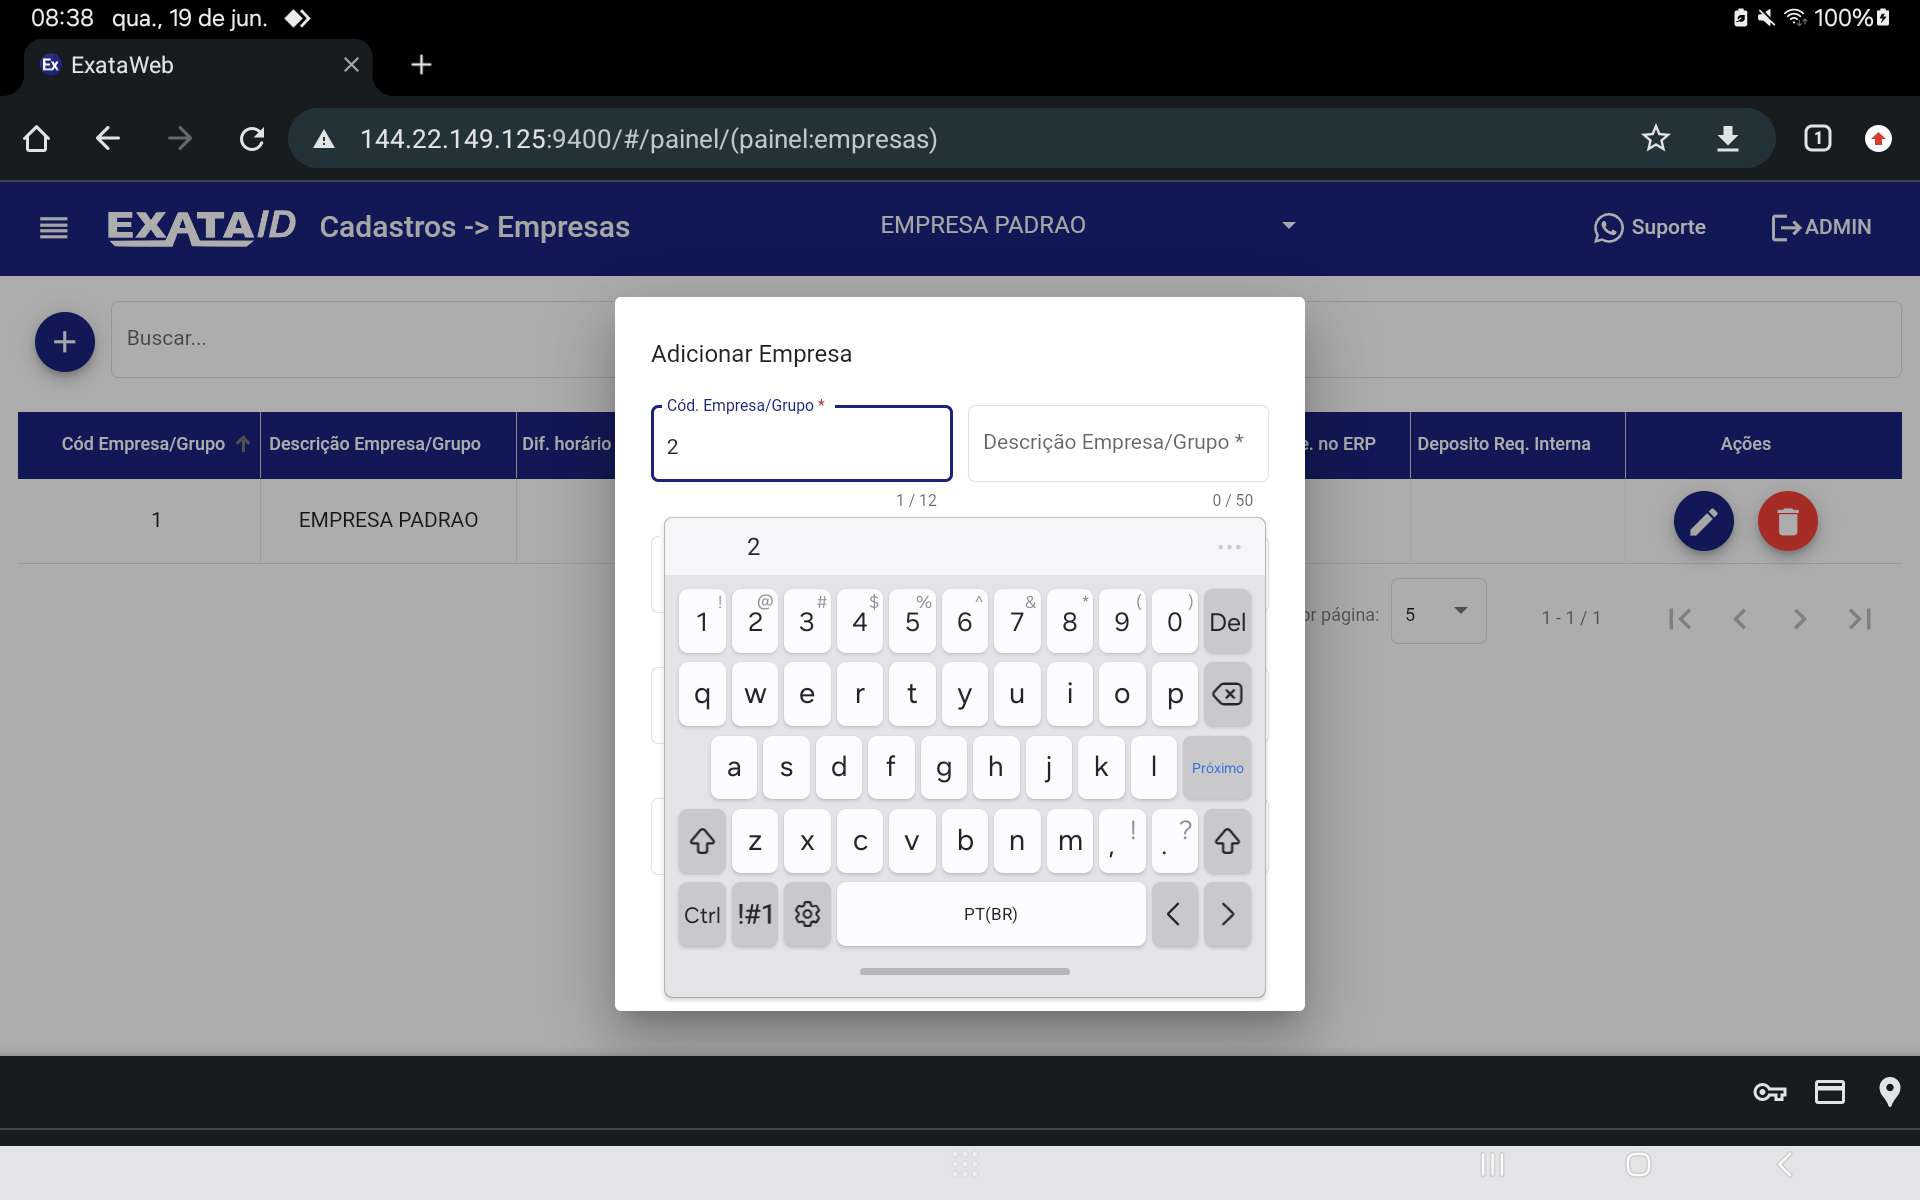 08:38 qua., 19 de jun. 100%
Ex ExataWeb
144.22.149.125:9400/#/painel/(painel:empresas) 1
EXATA/ID Cadastros -> Empresas EMPRESA PADRAO Suporte ADMIN
Buscar...
Adicionar Empresa
Cód. Empresa/Grupo *
2
Descrição Empresa/Grupo *
1 / 12 0 / 50
Cód Empresa/Grupo Descrição Empresa/Grupo Dif. horário e. no ERP Deposito Req. Interna Ações
1 EMPRESA PADRAO
or página: 5 1 - 1 / 1
2 ...
! @ # $ % ^ & * ( )
1 2 3 4 5 6 7 8 9 0 Del
q w e r t y u i o p
a s d f g h j k l Próximo
z x c v b n m , ! . ?
Ctrl !#1 PT(BR) < >